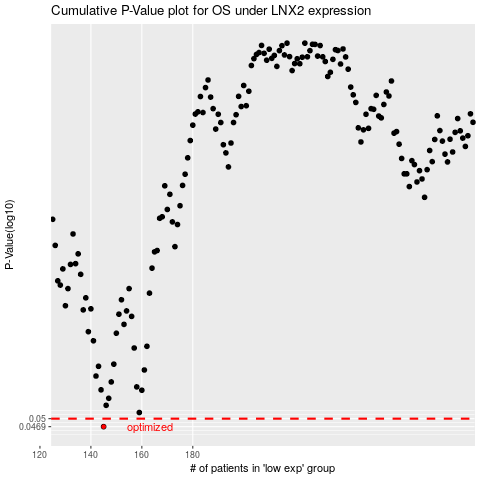 Cumulative P-Value plot for OS under LNX2 expression
P-Value(log10)
0.05
0.0469
optimized
120 140 160 180
# of patients in 'low exp' group